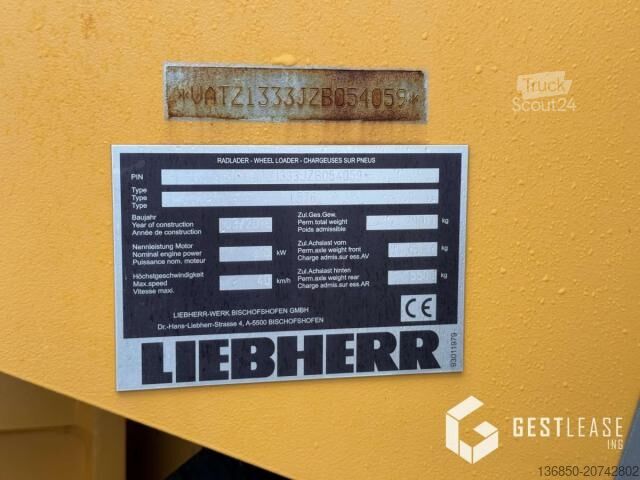 *VATZ1333JZB054059*
Truck
Scout24
RADLADER - WHEEL LOADER - CHARGEUSES SUR PNEUS
PIN 1333JZB054059*
Type
Type
Type
Baujahr
Year of construction
Année de construction
Zul.Ges.Gew.
Perm.total weight kg
Poids admissible
Nennleistung Motor
Nominal engine power kW
Puissance nom. moteur
Zul.Achslast vorn
Perm.axle weight front kg
Charge admis.sur ess.AV
Höchstgeschwindigkeit
Max.speed 40 km/h
Vitesse maxi.
Zul.Achslast hinten
Perm.axle weight rear kg
Charge admis.sur ess.AR
LIEBHERR-WERK BISCHOFSHOFEN GMBH
Dr.-Hans-Liebherr-Strasse 4, A-5500 BISCHOFSHOFEN
CE
LIEBHERR
93011879
GESTLEASE
ING
136850-20742802